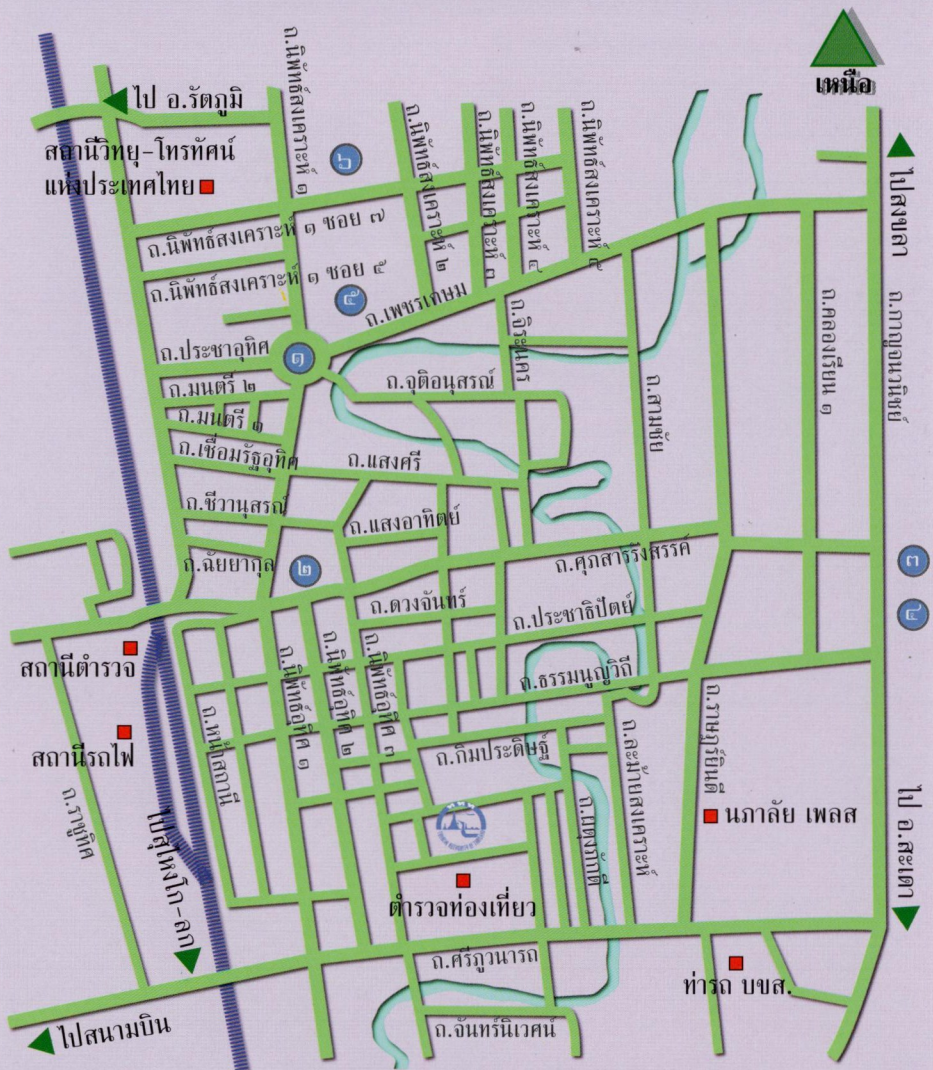 เหนือ
ไป อ.รัตภูมิ
ถ.นิพัทธ์สงเคราะห์ ๑
สถานีวิทยุ-โทรทัศน์
แห่งประเทศไทย
๖
ถ.นิพัทธ์สงเคราะห์ ๒
ถ.นิพัทธ์สงเคราะห์ ๓
ถ.นิพัทธ์สงเคราะห์ ๔
ถ.นิพัทธ์สงเคราะห์ ๕
ไปสงขลา
ถ.นิพัทธ์สงเคราะห์ ๑ ซอย ๗
ถ.นิพัทธ์สงเคราะห์ ๑ ซอย ๕
๕
ถ.เพชรเกษม
ถ.จิระนคร
ถ.คลองเรียน ๑
ถ.กาญจนวนิชย์
ถ.ประชาอุทิศ
๑
ถ.มนตรี ๒
ถ.จุติอนุสรณ์
ถ.สามชัย
ถ.มนตรี ๑
ถ.เชื่อมรัฐอุทิศ
ถ.แสงศรี
ถ.ชีวานุสรณ์
ถ.แสงอาทิตย์
ถ.ฉัยยากุล
๒
ถ.ศุภสารรังสรรค์
๓
๔
ถ.ดวงจันทร์
ถ.ประชาธิปัตย์
สถานีตำรวจ
ถ.นิพัทธ์อุทิศ ๑
ถ.นิพัทธ์อุทิศ ๒
ถ.นิพัทธ์อุทิศ ๓
ถ.ธรรมนูญวิถี
สถานีรถไฟ
ถ.หน้าสถานี
ถ.กิมประดิษฐ์
ถ.ละม้ายสงเคราะห์
ถ.ราษฎร์ยินดี
ถ.ราชูทิศ
ถ.ผดุงภักดี
นภาลัย เพลส
ไป อ.สะเดา
ไปสุไหงโก-ลก
ททท
ตำรวจท่องเที่ยว
ถ.ศรีภูวนารถ
ท่ารถ บขส.
ไปสนามบิน
ถ.จันทร์นิเวศน์